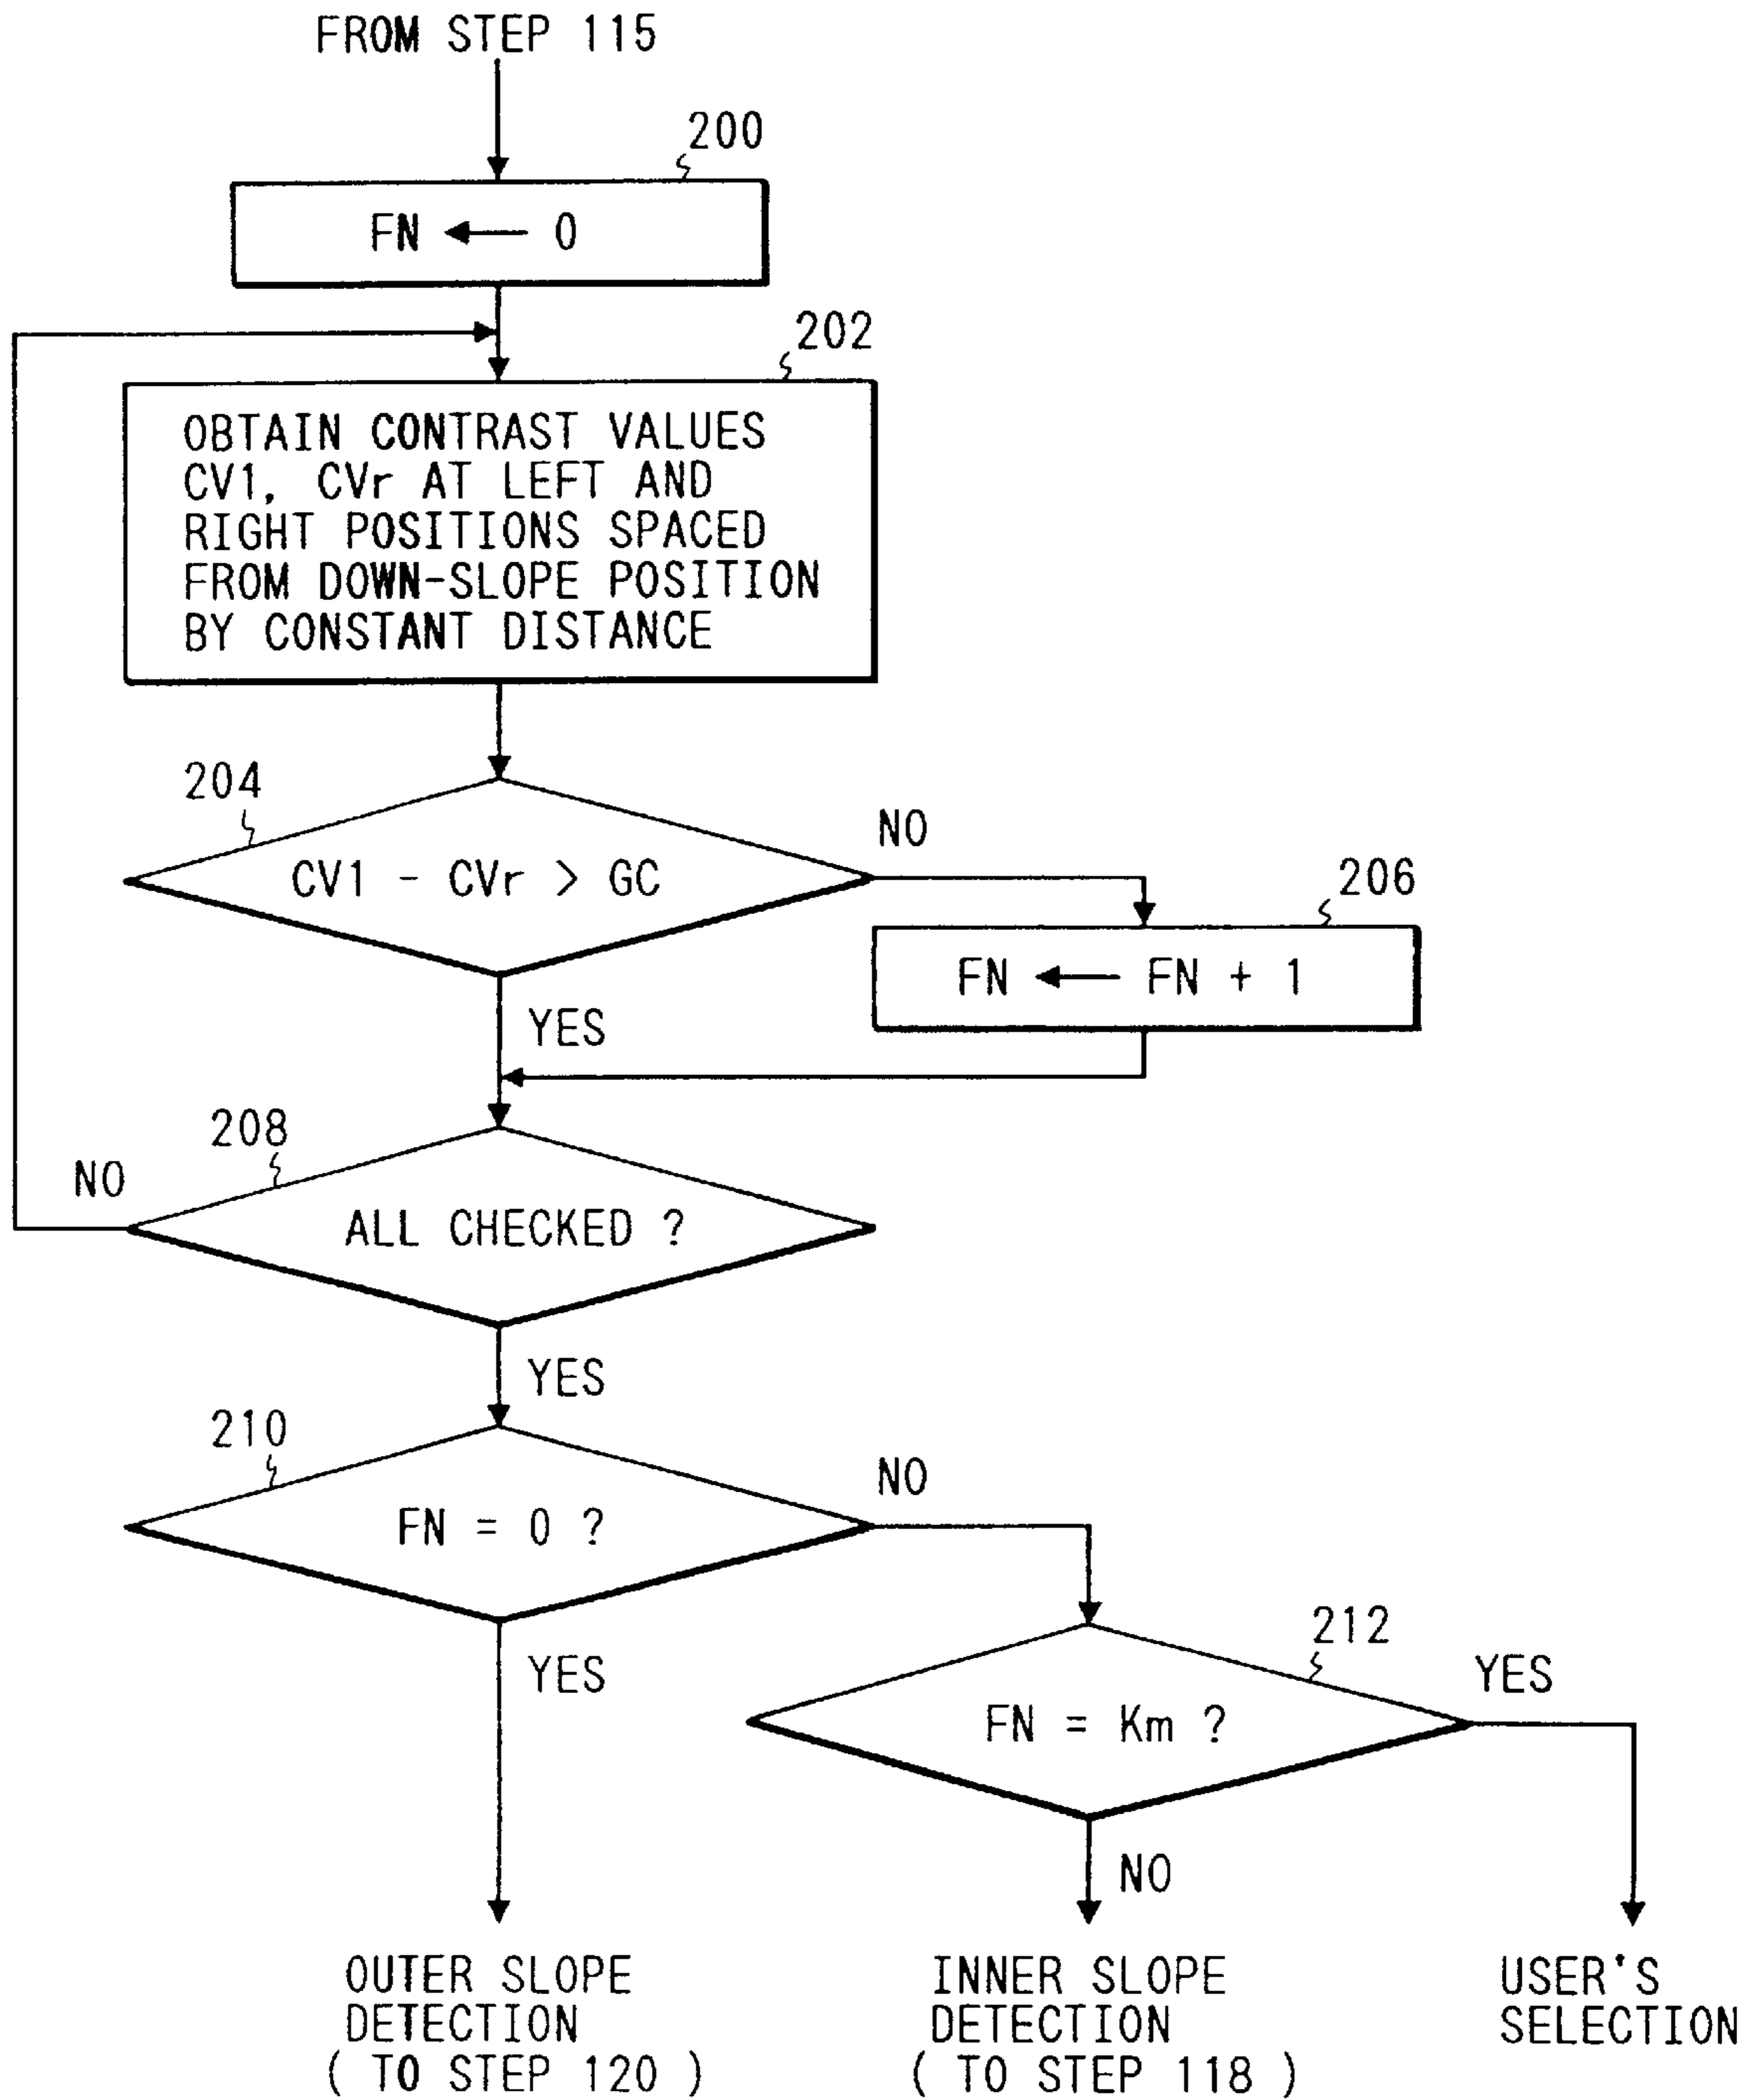 FROM STEP 115
200
FN ← 0
202
OBTAIN CONTRAST VALUES
CV1, CVr AT LEFT AND
RIGHT POSITIONS SPACED
FROM DOWN-SLOPE POSITION
BY CONSTANT DISTANCE
204
NO
CV1 - CVr > GC
206
FN ← FN + 1
YES
208
NO
ALL CHECKED ?
YES
210
NO
FN = 0 ?
YES
212
YES
FN = Km ?
NO
OUTER SLOPE
DETECTION
( TO STEP 120 )
INNER SLOPE
DETECTION
( TO STEP 118 )
USER'S
SELECTION